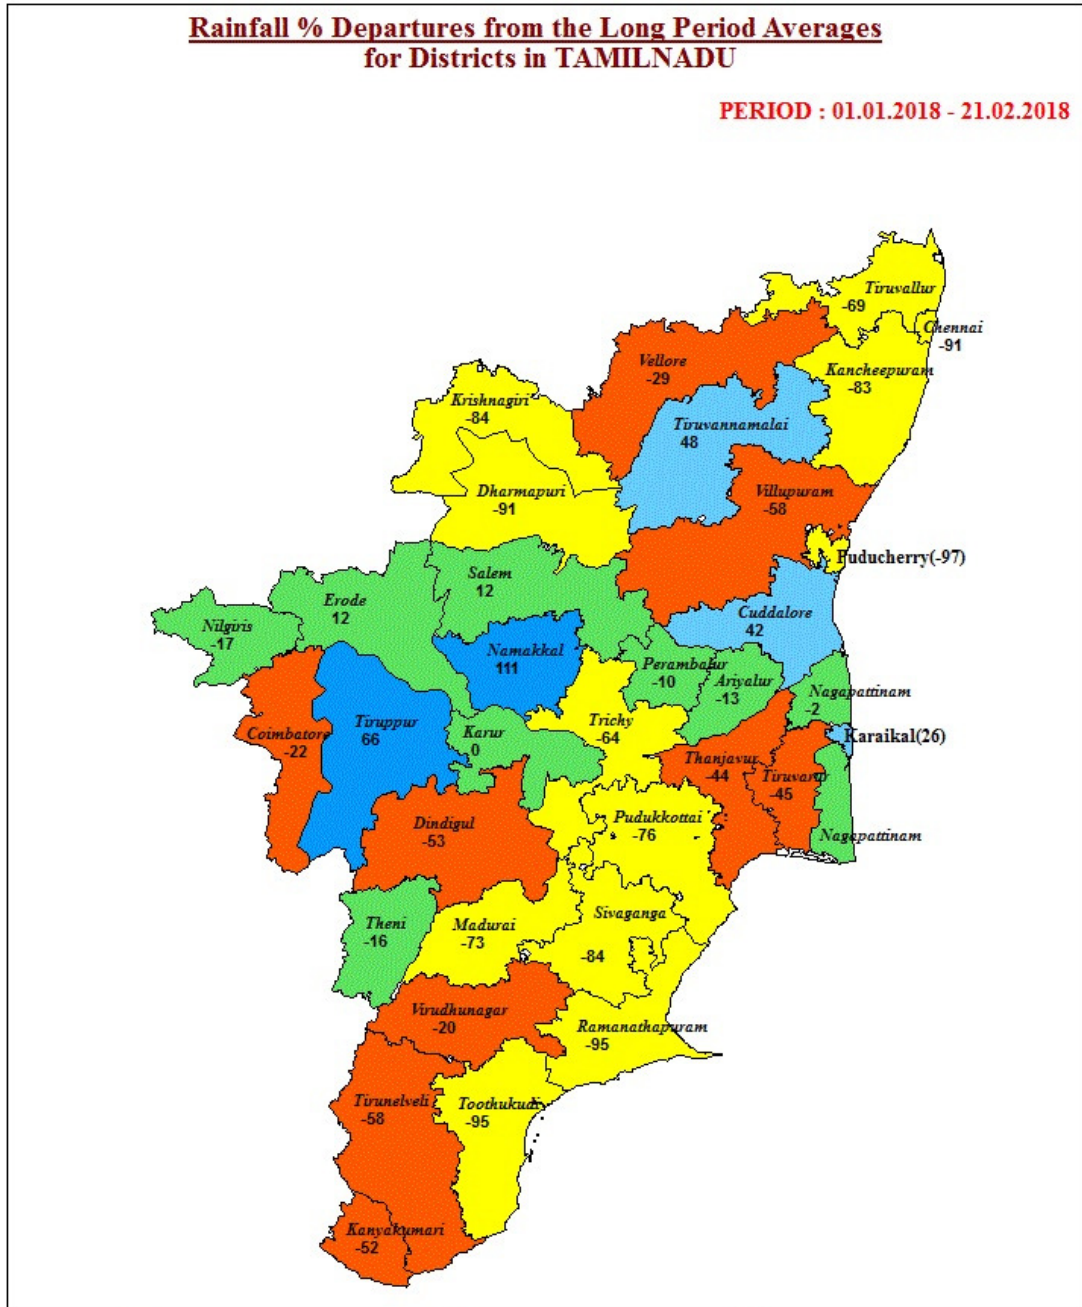 Rainfall % Departures from the Long Period Averages
for Districts in TAMILNADU
PERIOD : 01.01.2018 - 21.02.2018
Tiruvallur
-69
Chennai
-91
Vellore
-29
Kancheepuram
-83
Krishnagiri
-84
Tiruvannamalai
48
Dharmapuri
-91
Villupuram
-58
Puducherry(-97)
Salem
12
Erode
12
Cuddalore
42
Nilgiris
-17
Namakkal
111
Perambalur
-10
Ariyalur
-13
Nagapattinam
-2
Tiruppur
66
Trichy
-64
Karur
0
Coimbatore
-22
Karaikal(26)
Thanjavur
-44
Tiruvarur
-45
Dindigul
-53
Pudukkottai
-76
Nagapattinam
Theni
-16
Madurai
-73
Sivaganga
-84
Virudhunagar
-20
Ramanathapuram
-95
Tirunelveli
-58
Toothukudi
-95
Kanyakumari
-52